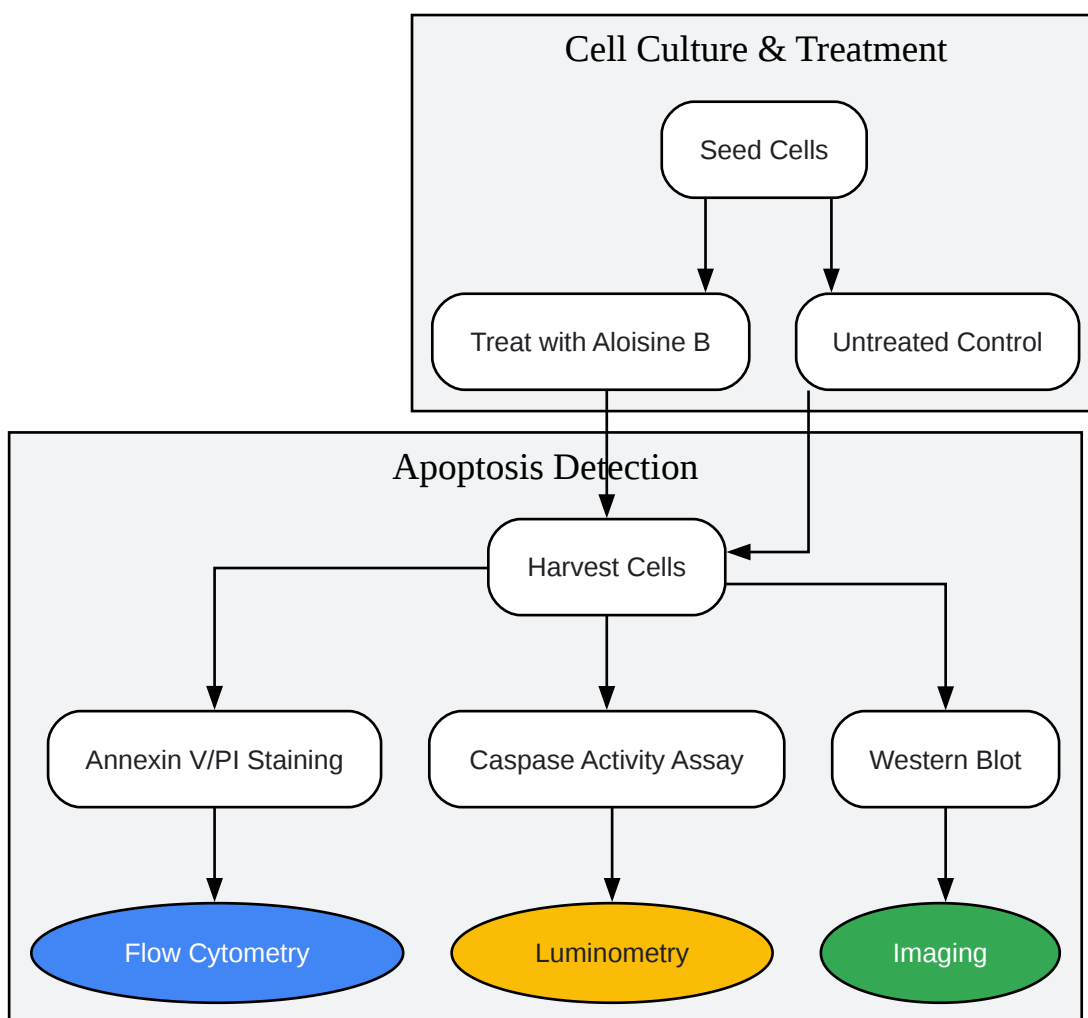 Cell Culture & Treatment
Seed Cells
Treat with Aloisine B
Untreated Control
Apoptosis Detection
Harvest Cells
Annexin V/PI Staining
Caspase Activity Assay
Western Blot
Flow Cytometry
Luminometry
Imaging